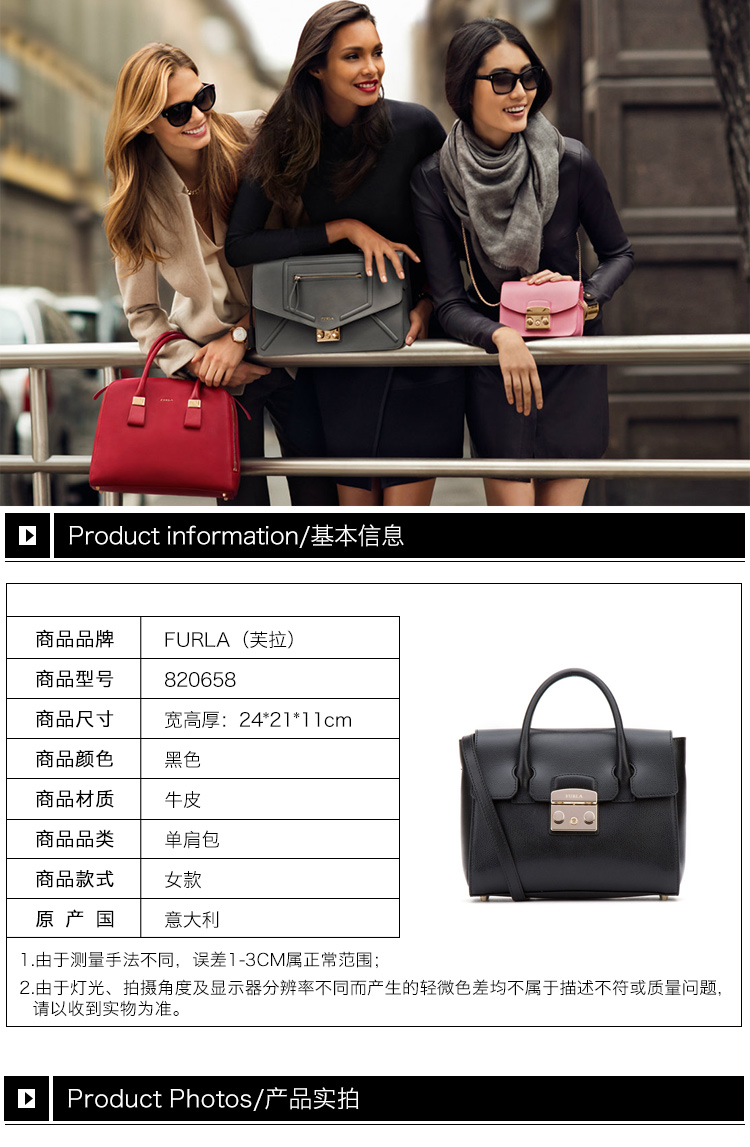 FURLA
FURLA
Product information/基本信息
商品品牌 FURLA（芙拉）
商品型号 820658
商品尺寸 宽高厚：24*21*11cm
商品颜色 黑色
商品材质 牛皮
商品品类 单肩包
商品款式 女款
原产国 意大利
FURLA
1.由于测量手法不同，误差1-3CM属正常范围；
2.由于灯光、拍摄角度及显示器分辨率不同而产生的轻微色差均不属于描述不符或质量问题，
请以收到实物为准。
Product Photos/产品实拍